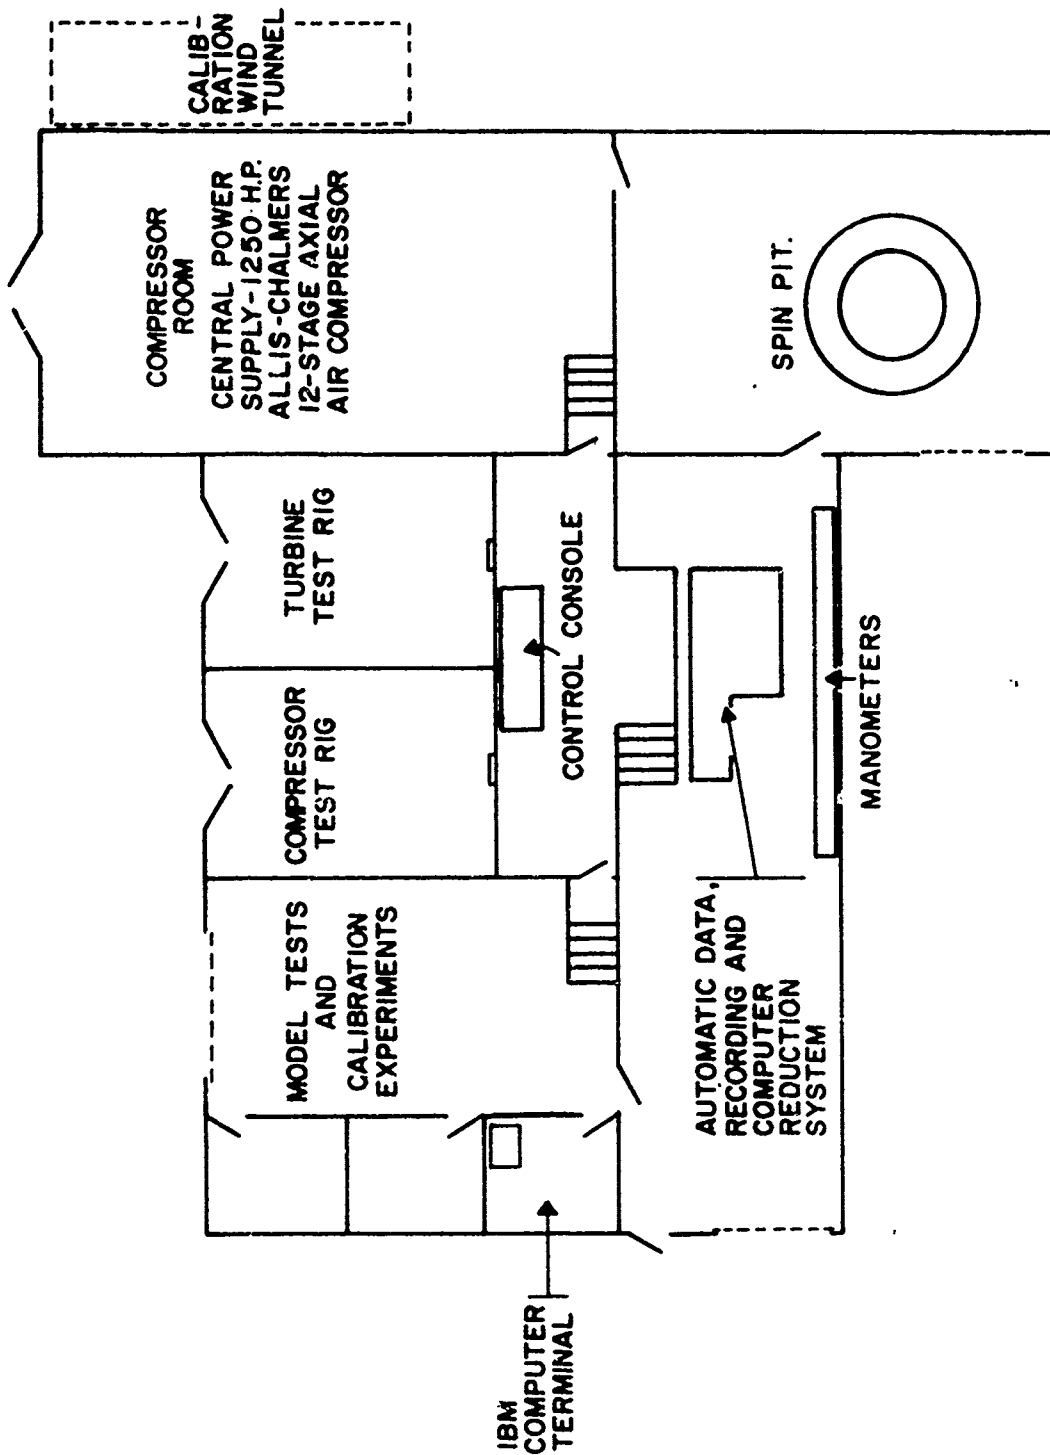 CALIB-
RATION
WIND
TUNNEL
COMPRESSOR
ROOM
CENTRAL POWER
SUPPLY-1250 H.P.
ALLIS-CHALMERS
12-STAGE AXIAL
AIR COMPRESSOR
SPIN PIT.
TURBINE
TEST RIG
COMPRESSOR
TEST RIG
CONTROL CONSOLE
MANOMETERS
MODEL TESTS
AND
CALIBRATION
EXPERIMENTS
AUTOMATIC DATA,
RECORDING AND
COMPUTER
REDUCTION
SYSTEM
IBM
COMPUTER
TERMINAL